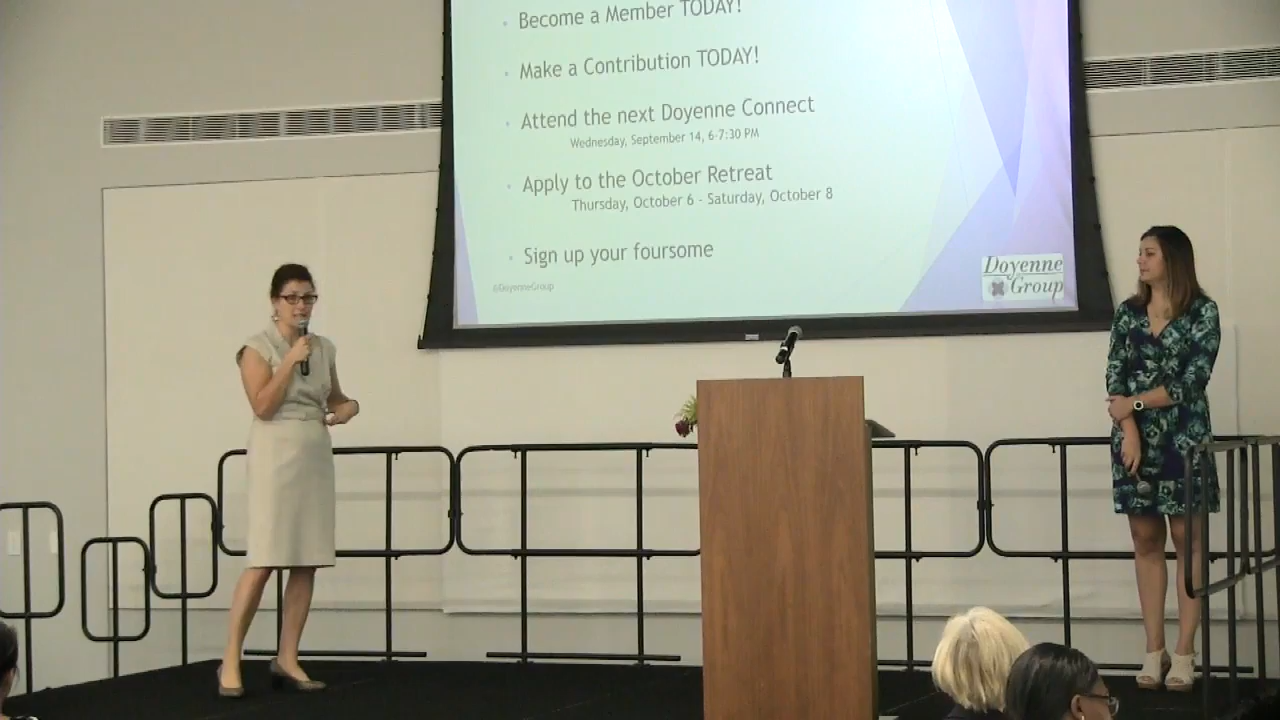 Become a Member TODAY!
Make a Contribution TODAY!
Attend the next Doyenne Connect
Wednesday, September 14, 6-7:30 PM
Apply to the October Retreat
Thursday, October 6 - Saturday, October 8
Sign up your foursome
@DoyenneGroup
Doyenne
Group